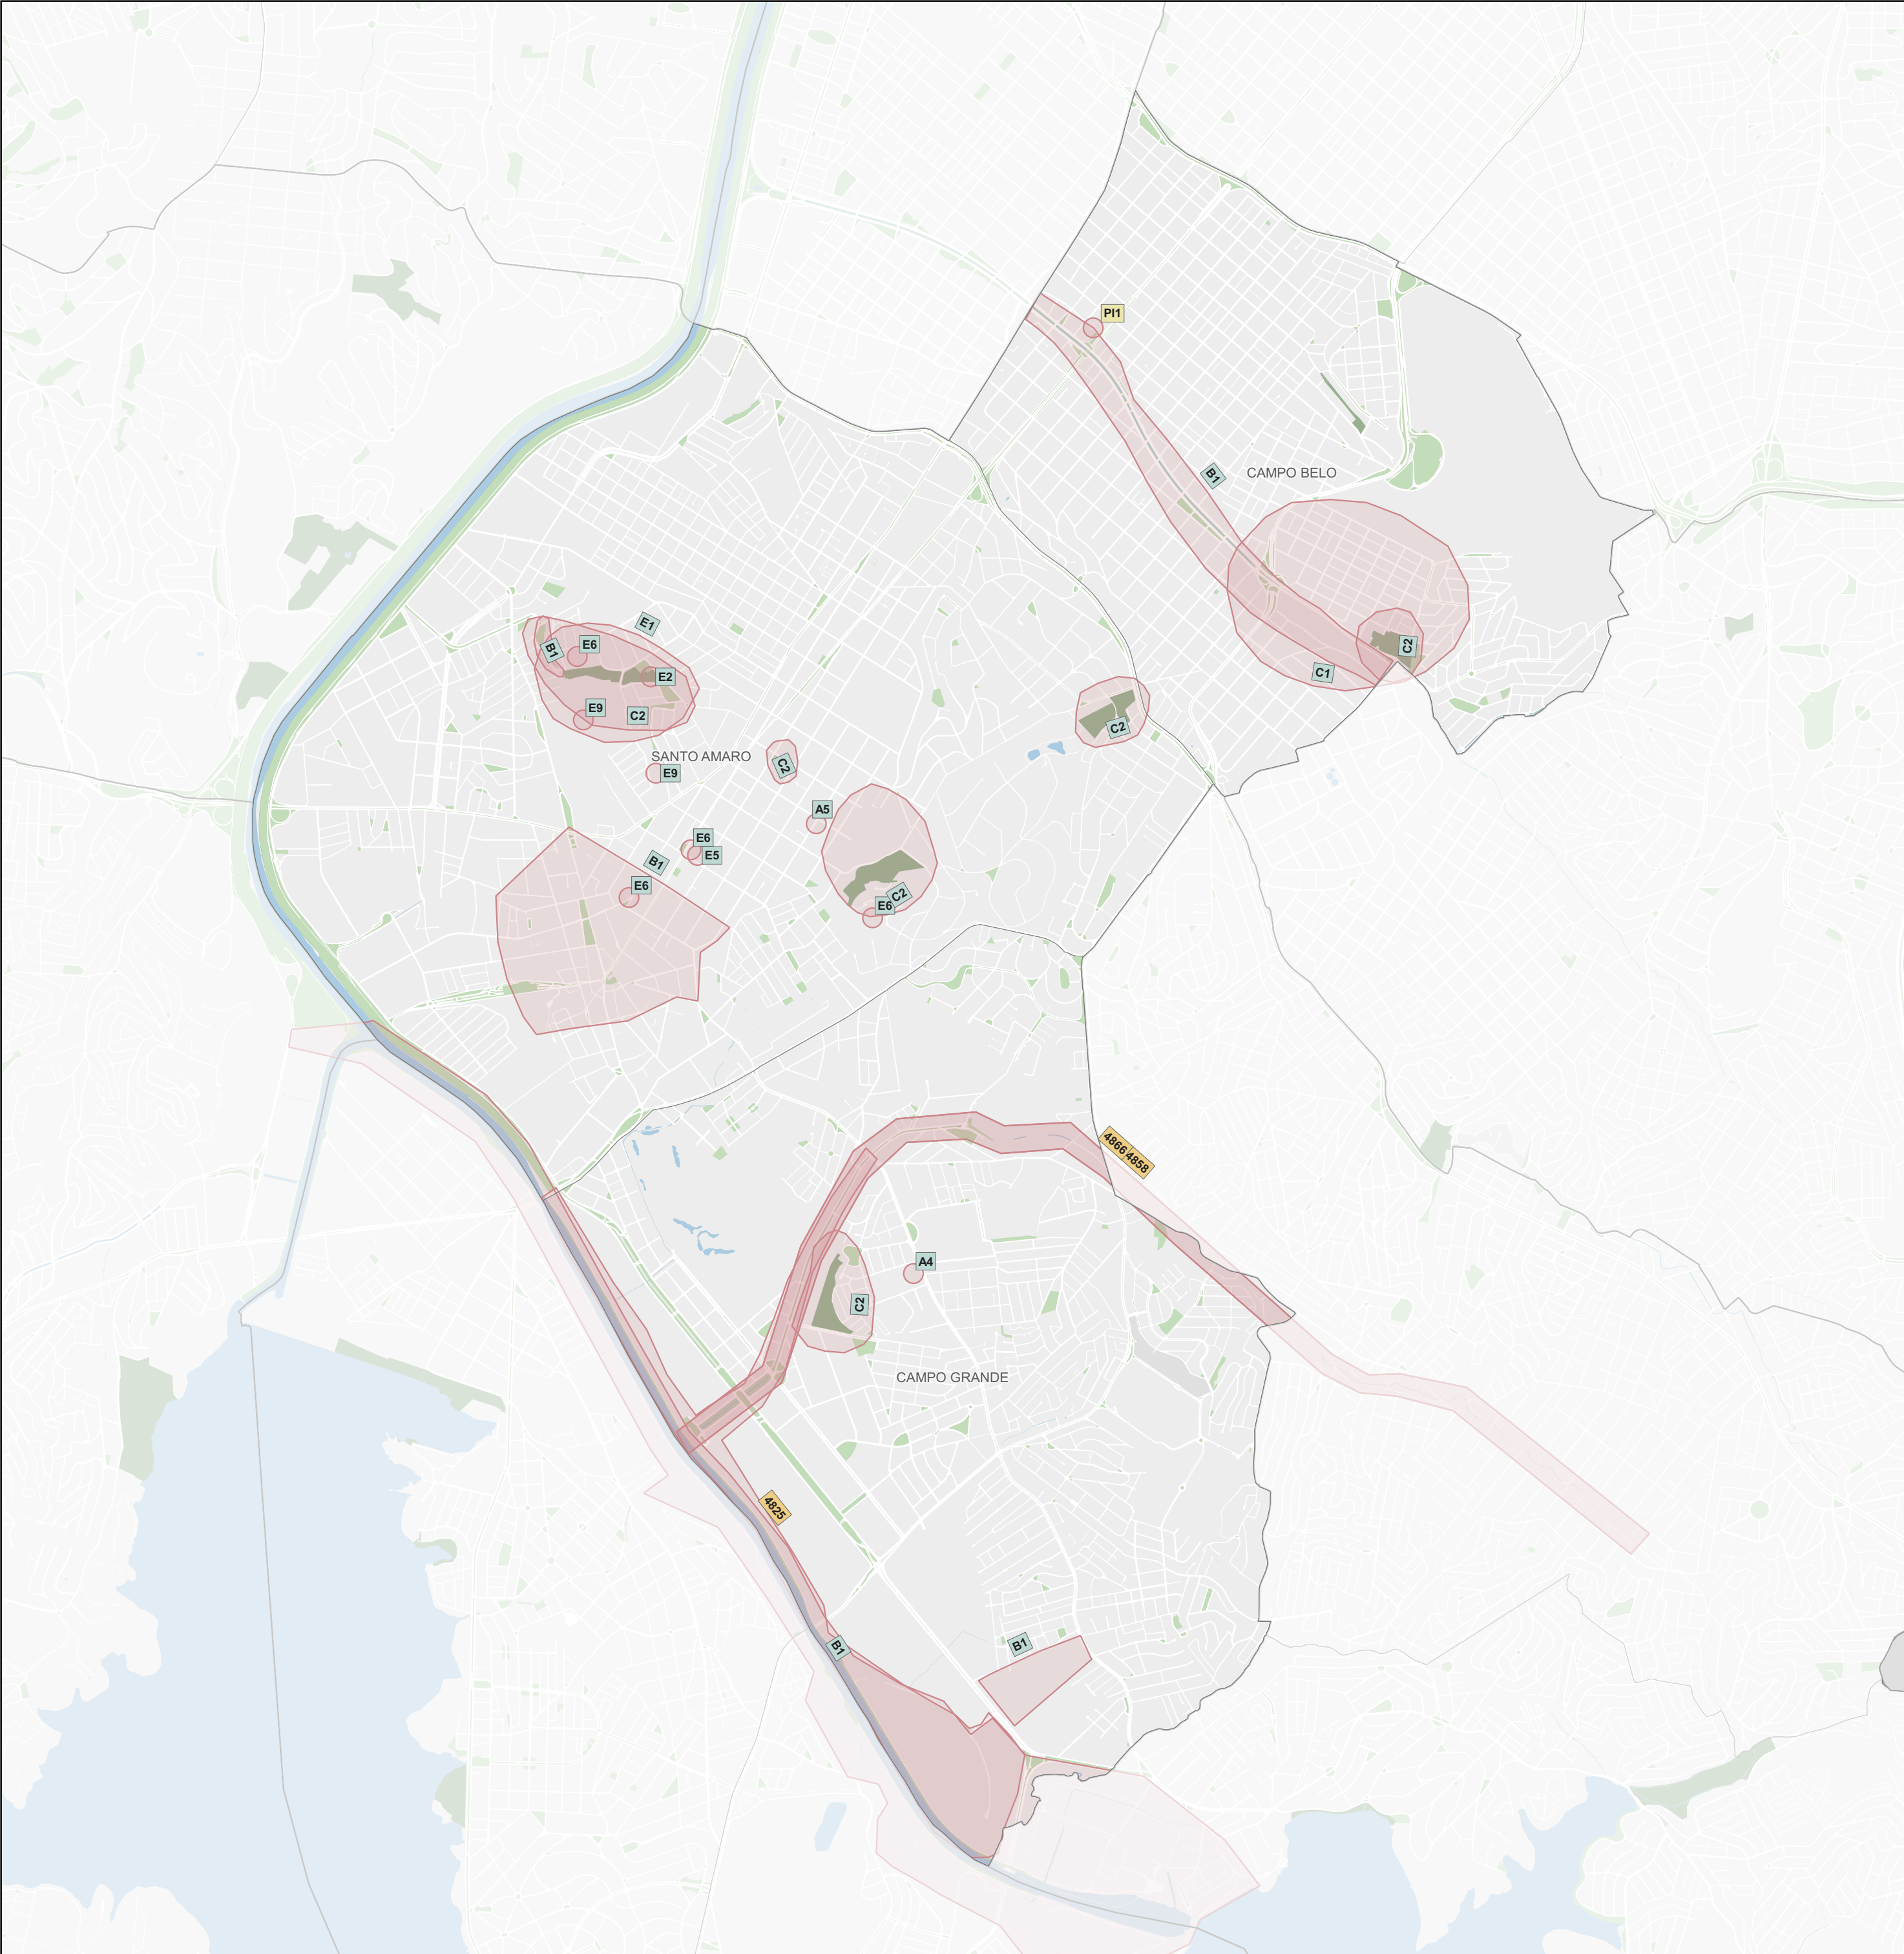 PI1
B1
CAMPO BELO
E1
E6
B1
C2
C1
E2
E9
C2
C2
SANTO AMARO
C2
E9
A5
E6
E5
B1
E6
C2
E6
4866
4858
A4
C2
CAMPO GRANDE
4825
B1
B1